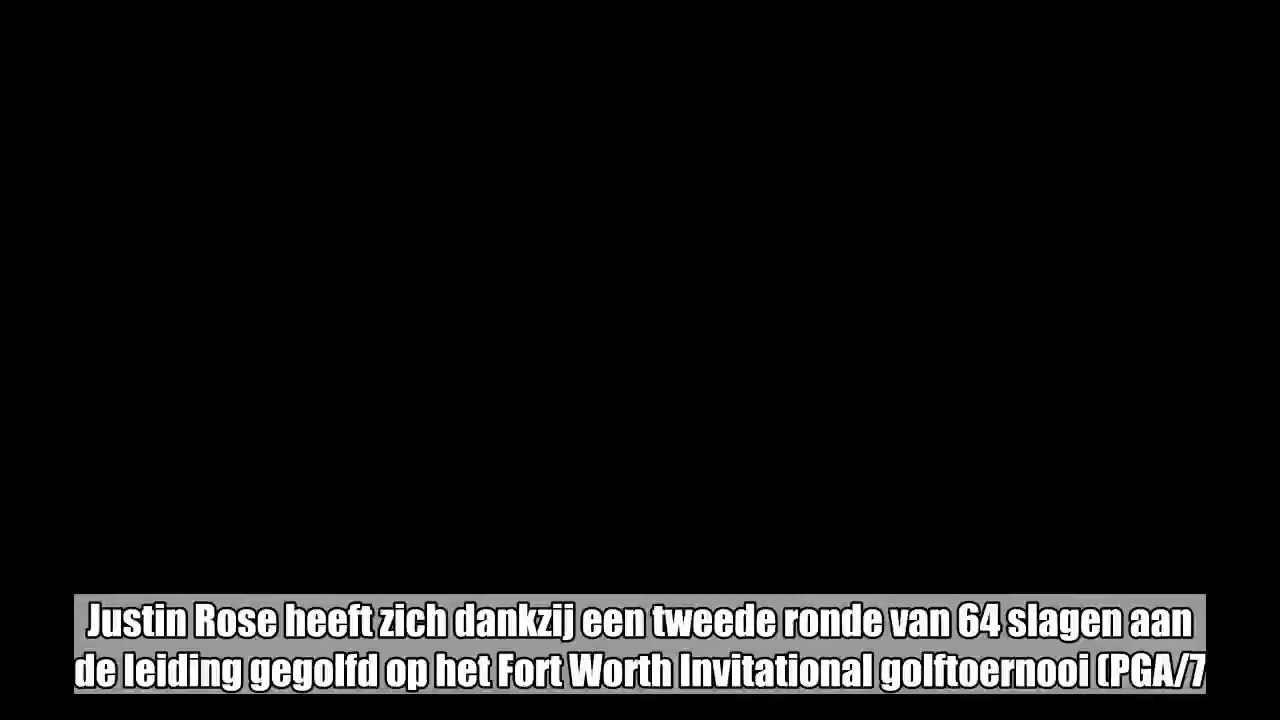 Justin Rose heeft zich dankzij een tweede ronde van 64 slagen aan
de leiding gegolfd op het Fort Worth Invitational golftoernooi (PGA/7